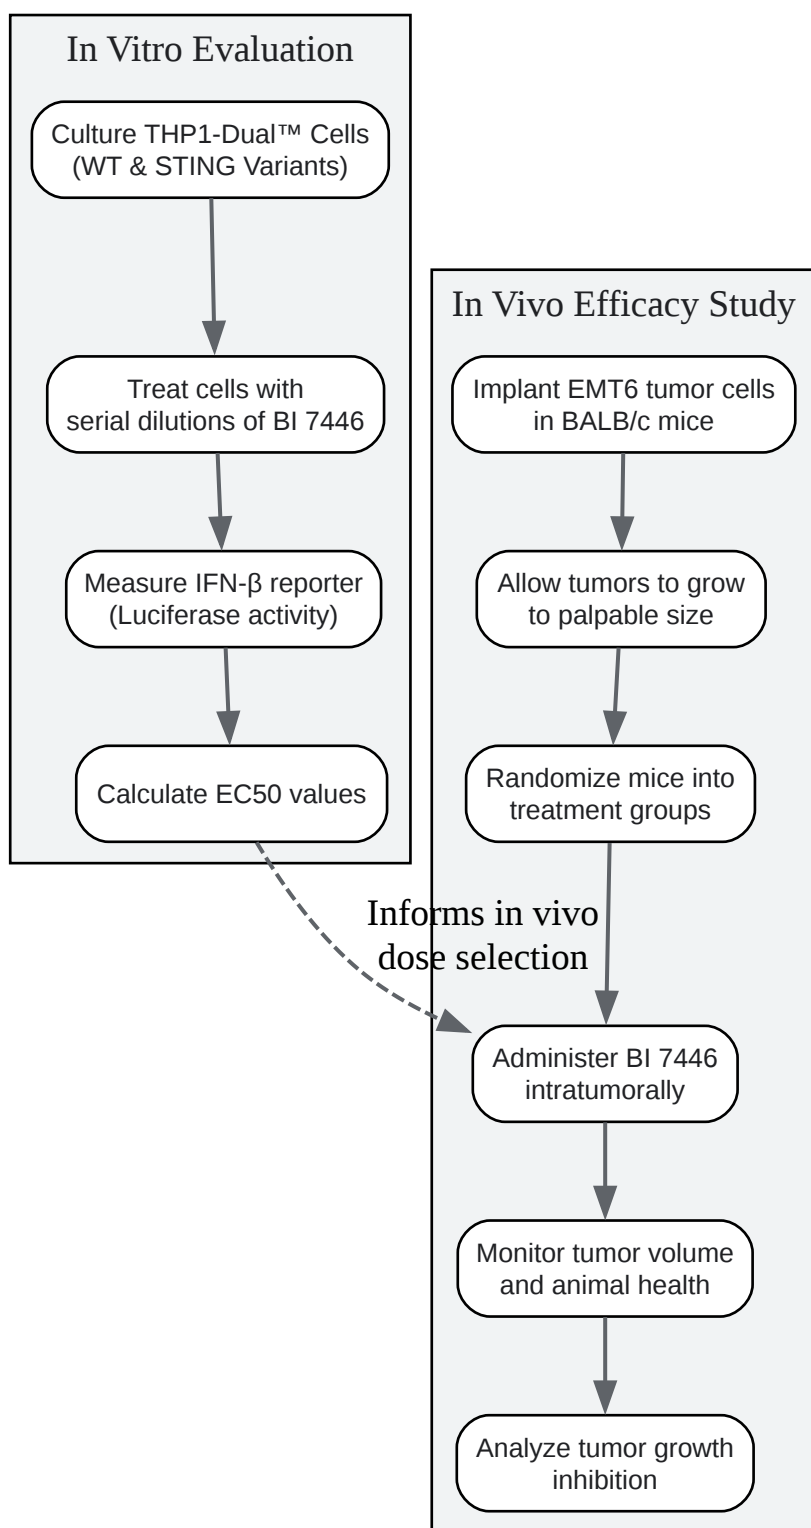 In Vitro Evaluation
Culture THP1-Dual™ Cells
(WT & STING Variants)
Treat cells with
serial dilutions of BI 7446
Measure IFN-β reporter
(Luciferase activity)
Calculate EC50 values
Informs in vivo
dose selection
In Vivo Efficacy Study
Implant EMT6 tumor cells
in BALB/c mice
Allow tumors to grow
to palpable size
Randomize mice into
treatment groups
Administer BI 7446
intratumorally
Monitor tumor volume
and animal health
Analyze tumor growth
inhibition